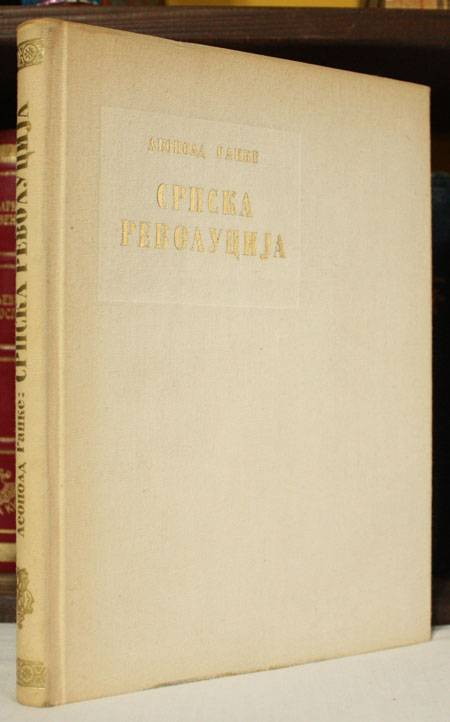 ЛЕОПОЛД РАНКЕ
СРПСКА
РЕВОЛУЦИЈА
Леополд Ранке: СРПСКА РЕВОЛУЦИЈА